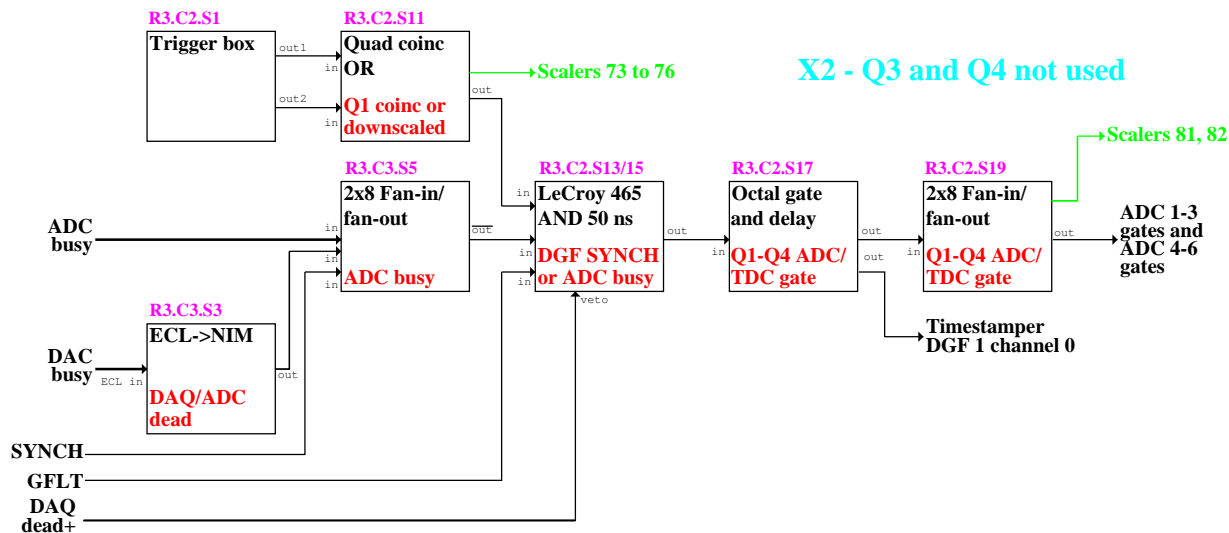 R3.C2.S1
Trigger box
out1
out2
R3.C2.S11
Quad coinc
OR
in
Q1 coinc or
downscaled
in
out
Scalers 73 to 76
X2 - Q3 and Q4 not used
Scalers 81, 82
R3.C3.S5
2x8 Fan-in/
fan-out
in
in
in
ADC busy
out
R3.C2.S13/15
LeCroy 465
AND 50 ns
in
in
in
DGF SYNCH
or ADC busy
out
veto
R3.C2.S17
Octal gate
and delay
in
Q1-Q4 ADC/
TDC gate
out
out
R3.C2.S19
2x8 Fan-in/
fan-out
in
Q1-Q4 ADC/
TDC gate
out
ADC 1-3
gates and
ADC 4-6
gates
ADC
busy
R3.C3.S3
ECL->NIM
DAQ/ADC
dead
ECL in
out
DAC
busy
Timestamper
DGF 1 channel 0
SYNCH
GFLT
DAQ
dead+